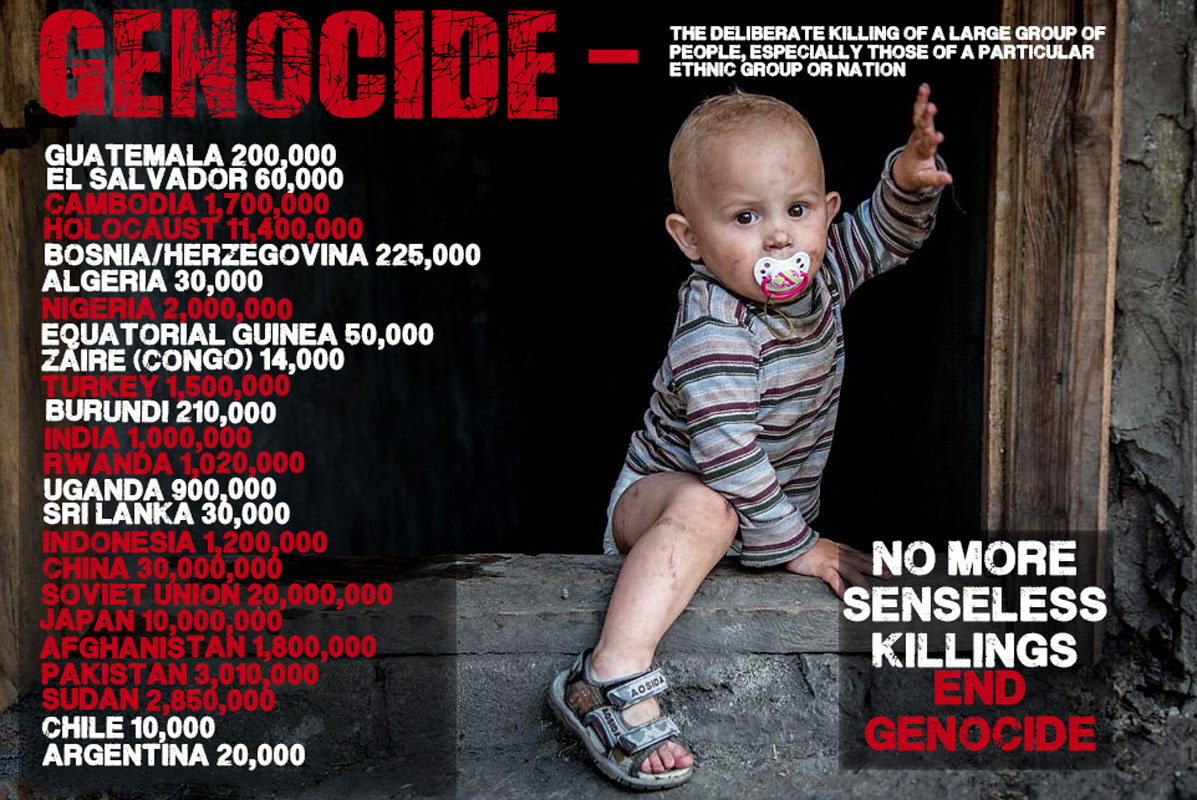 GENOCIDE –
THE DELIBERATE KILLING OF A LARGE GROUP OF
PEOPLE, ESPECIALLY THOSE OF A PARTICULAR
ETHNIC GROUP OR NATION
GUATEMALA 200,000
EL SALVADOR 60,000
CAMBODIA 1,700,000
HOLOCAUST 11,400,000
BOSNIA/HERZEGOVINA 225,000
ALGERIA 30,000
NIGERIA 2,000,000
EQUATORIAL GUINEA 50,000
ZAIRE (CONGO) 14,000
TURKEY 1,500,000
BURUNDI 210,000
INDIA 1,000,000
RWANDA 1,020,000
UGANDA 900,000
SRI LANKA 30,000
INDONESIA 1,200,000
CHINA 30,000,000
SOVIET UNION 20,000,000
JAPAN 10,000,000
AFGHANISTAN 1,800,000
PAKISTAN 3,010,000
SUDAN 2,850,000
CHILE 10,000
ARGENTINA 20,000
NO MORE
SENSELESS
KILLINGS
END
GENOCIDE
AOSIDA
AOSIDA